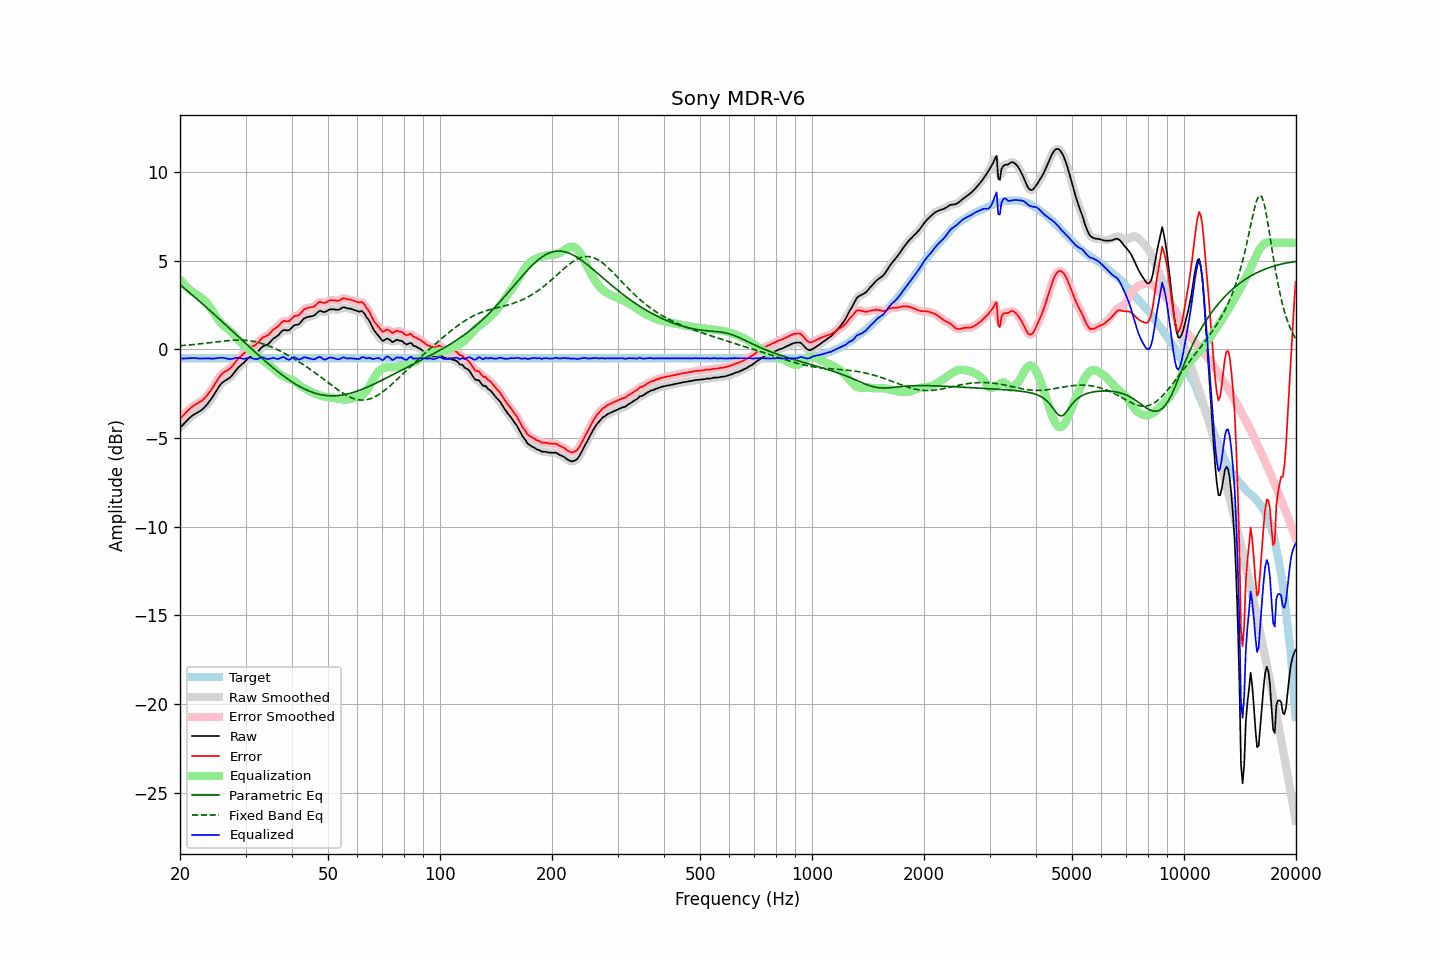 Sony MDR-V6
10
5
0
−5
−10
−15
−20
−25
Amplitude (dBr)
Target
Raw Smoothed
Error Smoothed
Raw
Error
Equalization
Parametric Eq
Fixed Band Eq
Equalized
20 50 100 200 500 1000 2000 5000 10000 20000
Frequency (Hz)